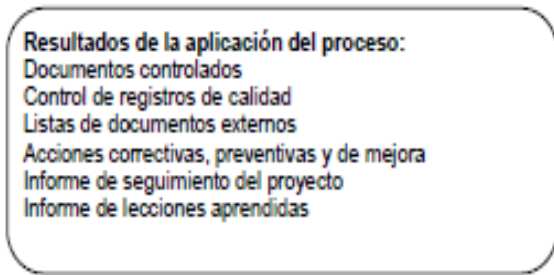 Resultados de la aplicación del proceso:
Documentos controlados
Control de registros de calidad
Listas de documentos externos
Acciones correctivas, preventivas y de mejora
Informe de seguimiento del proyecto
Informe de lecciones aprendidas